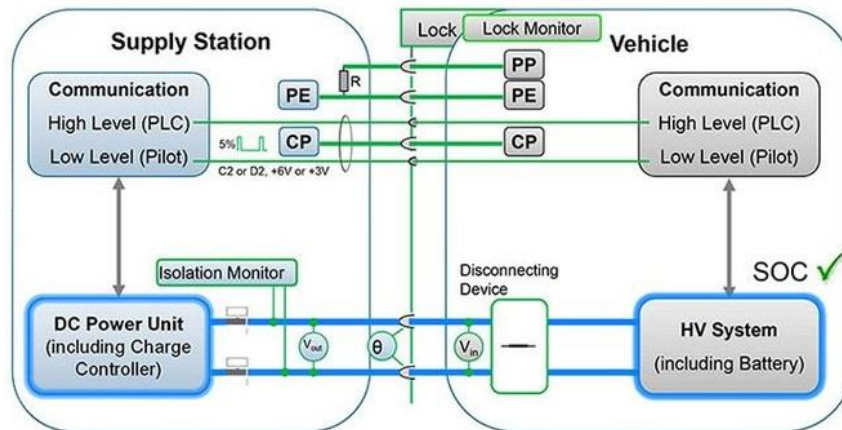 Supply Station
Lock
Lock Monitor
Vehicle
Communication
High Level (PLC)
Low Level (Pilot)
R
PE
CP
5%
C2 or D2, +6V or +3V
PP
PE
CP
Communication
High Level (PLC)
Low Level (Pilot)
Isolation Monitor
Disconnecting
Device
SOC
DC Power Unit
(including Charge
Controller)
Vout
θ
Vin
HV System
(including Battery)